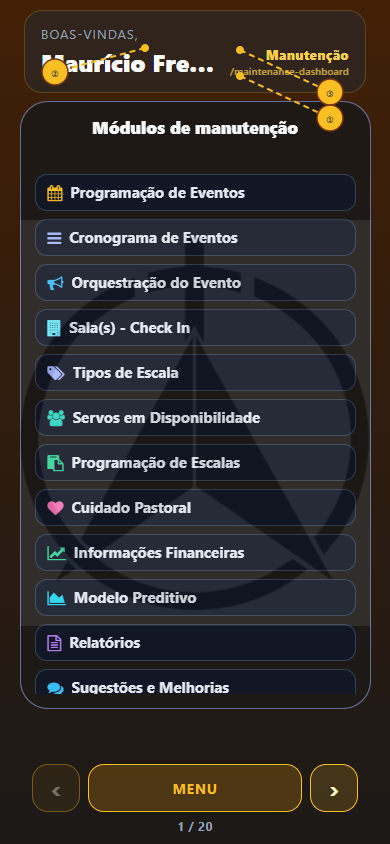 BOAS-VINDAS,
Maurício Fre...
Manutenção
/maintenance-dashboard
②
③
①
Módulos de manutenção
Programação de Eventos
Cronograma de Eventos
Orquestração do Evento
Sala(s) - Check In
Tipos de Escala
Servos em Disponibilidade
Programação de Escalas
Cuidado Pastoral
Informações Financeiras
Modelo Preditivo
Relatórios
Sugestões e Melhorias
‹
MENU
›
1 / 20